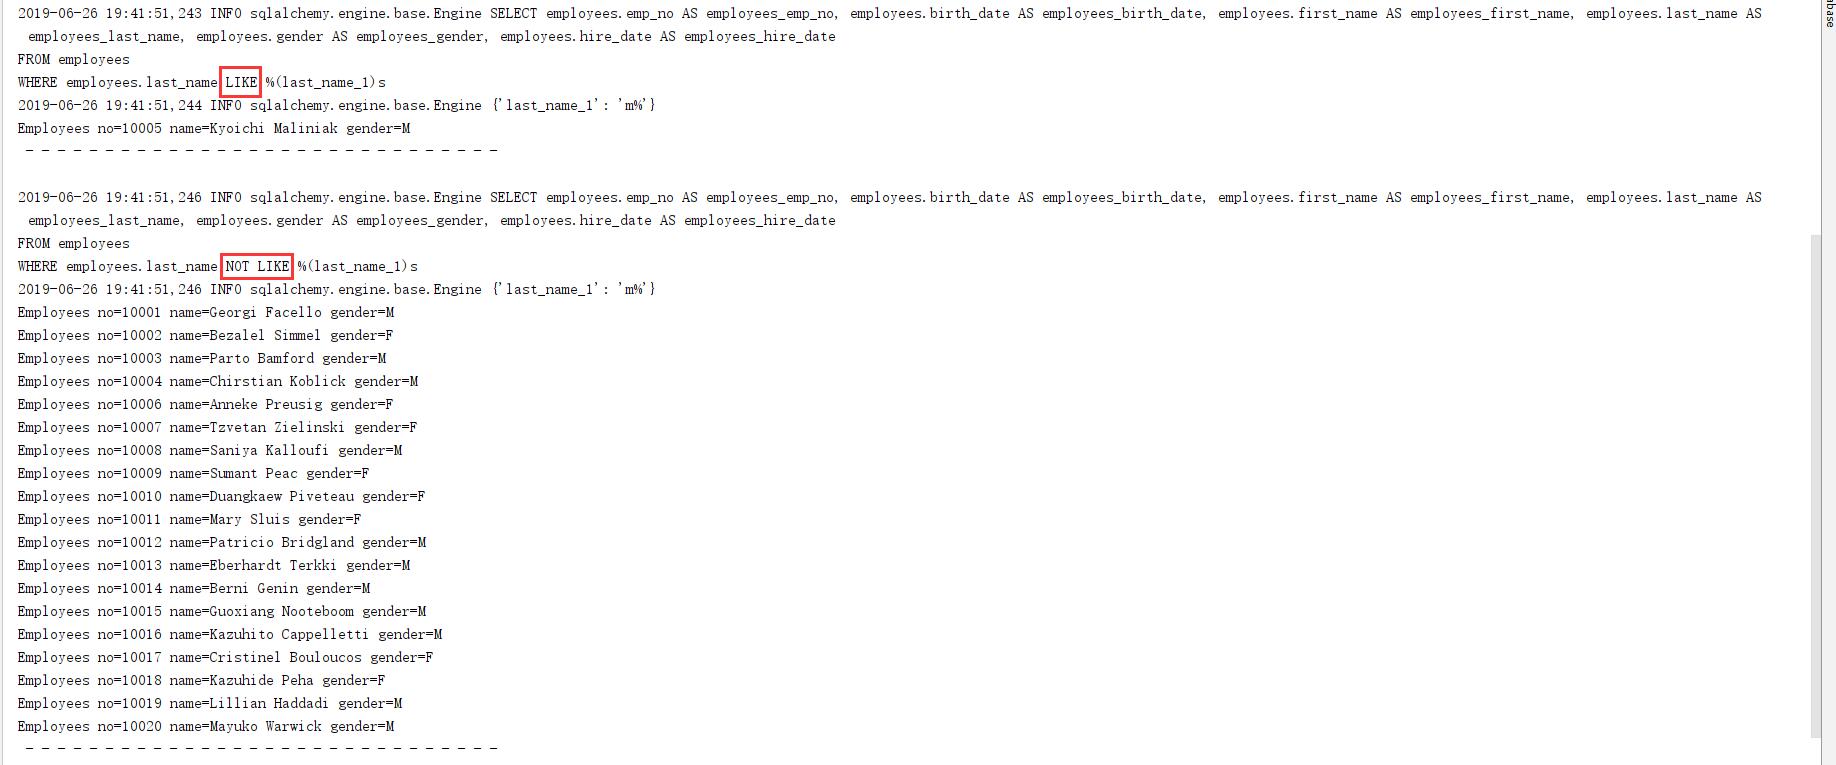 2019-06-26 19:41:51,243 INFO sqlalchemy.engine.base.Engine SELECT employees.emp_no AS employees_emp_no, employees.birth_date AS employees_birth_date, employees.first_name AS employees_first_name, employees.last_name AS
employees_last_name, employees.gender AS employees_gender, employees.hire_date AS employees_hire_date
FROM employees
WHERE employees.last_name LIKE %(last_name_1)s
2019-06-26 19:41:51,244 INFO sqlalchemy.engine.base.Engine {'last_name_1': 'm%'}
Employees no=10005 name=Kyoichi Maliniak gender=M
- - - - - - - - - - - - - - - - - - - - - - - - - - - - - -
2019-06-26 19:41:51,246 INFO sqlalchemy.engine.base.Engine SELECT employees.emp_no AS employees_emp_no, employees.birth_date AS employees_birth_date, employees.first_name AS employees_first_name, employees.last_name AS
employees_last_name, employees.gender AS employees_gender, employees.hire_date AS employees_hire_date
FROM employees
WHERE employees.last_name NOT LIKE %(last_name_1)s
2019-06-26 19:41:51,246 INFO sqlalchemy.engine.base.Engine {'last_name_1': 'm%'}
Employees no=10001 name=Georgi Facello gender=M
Employees no=10002 name=Bezalel Simmel gender=F
Employees no=10003 name=Parto Bamford gender=M
Employees no=10004 name=Chirstian Koblick gender=M
Employees no=10006 name=Anneke Preusig gender=F
Employees no=10007 name=Tzvetan Zielinski gender=F
Employees no=10008 name=Saniya Kalloufi gender=M
Employees no=10009 name=Sumant Peac gender=F
Employees no=10010 name=Duangkaew Piveteau gender=F
Employees no=10011 name=Mary Sluis gender=F
Employees no=10012 name=Patricio Bridgland gender=M
Employees no=10013 name=Eberhardt Terkki gender=M
Employees no=10014 name=Berni Genin gender=M
Employees no=10015 name=Guoxiang Nooteboom gender=M
Employees no=10016 name=Kazuhito Cappelletti gender=M
Employees no=10017 name=Cristinel Bouloucos gender=F
Employees no=10018 name=Kazuhide Peha gender=F
Employees no=10019 name=Lillian Haddadi gender=M
Employees no=10020 name=Mayuko Warwick gender=M
- - - - - - - - - - - - - - - - - - - - - - - - - - - - - -